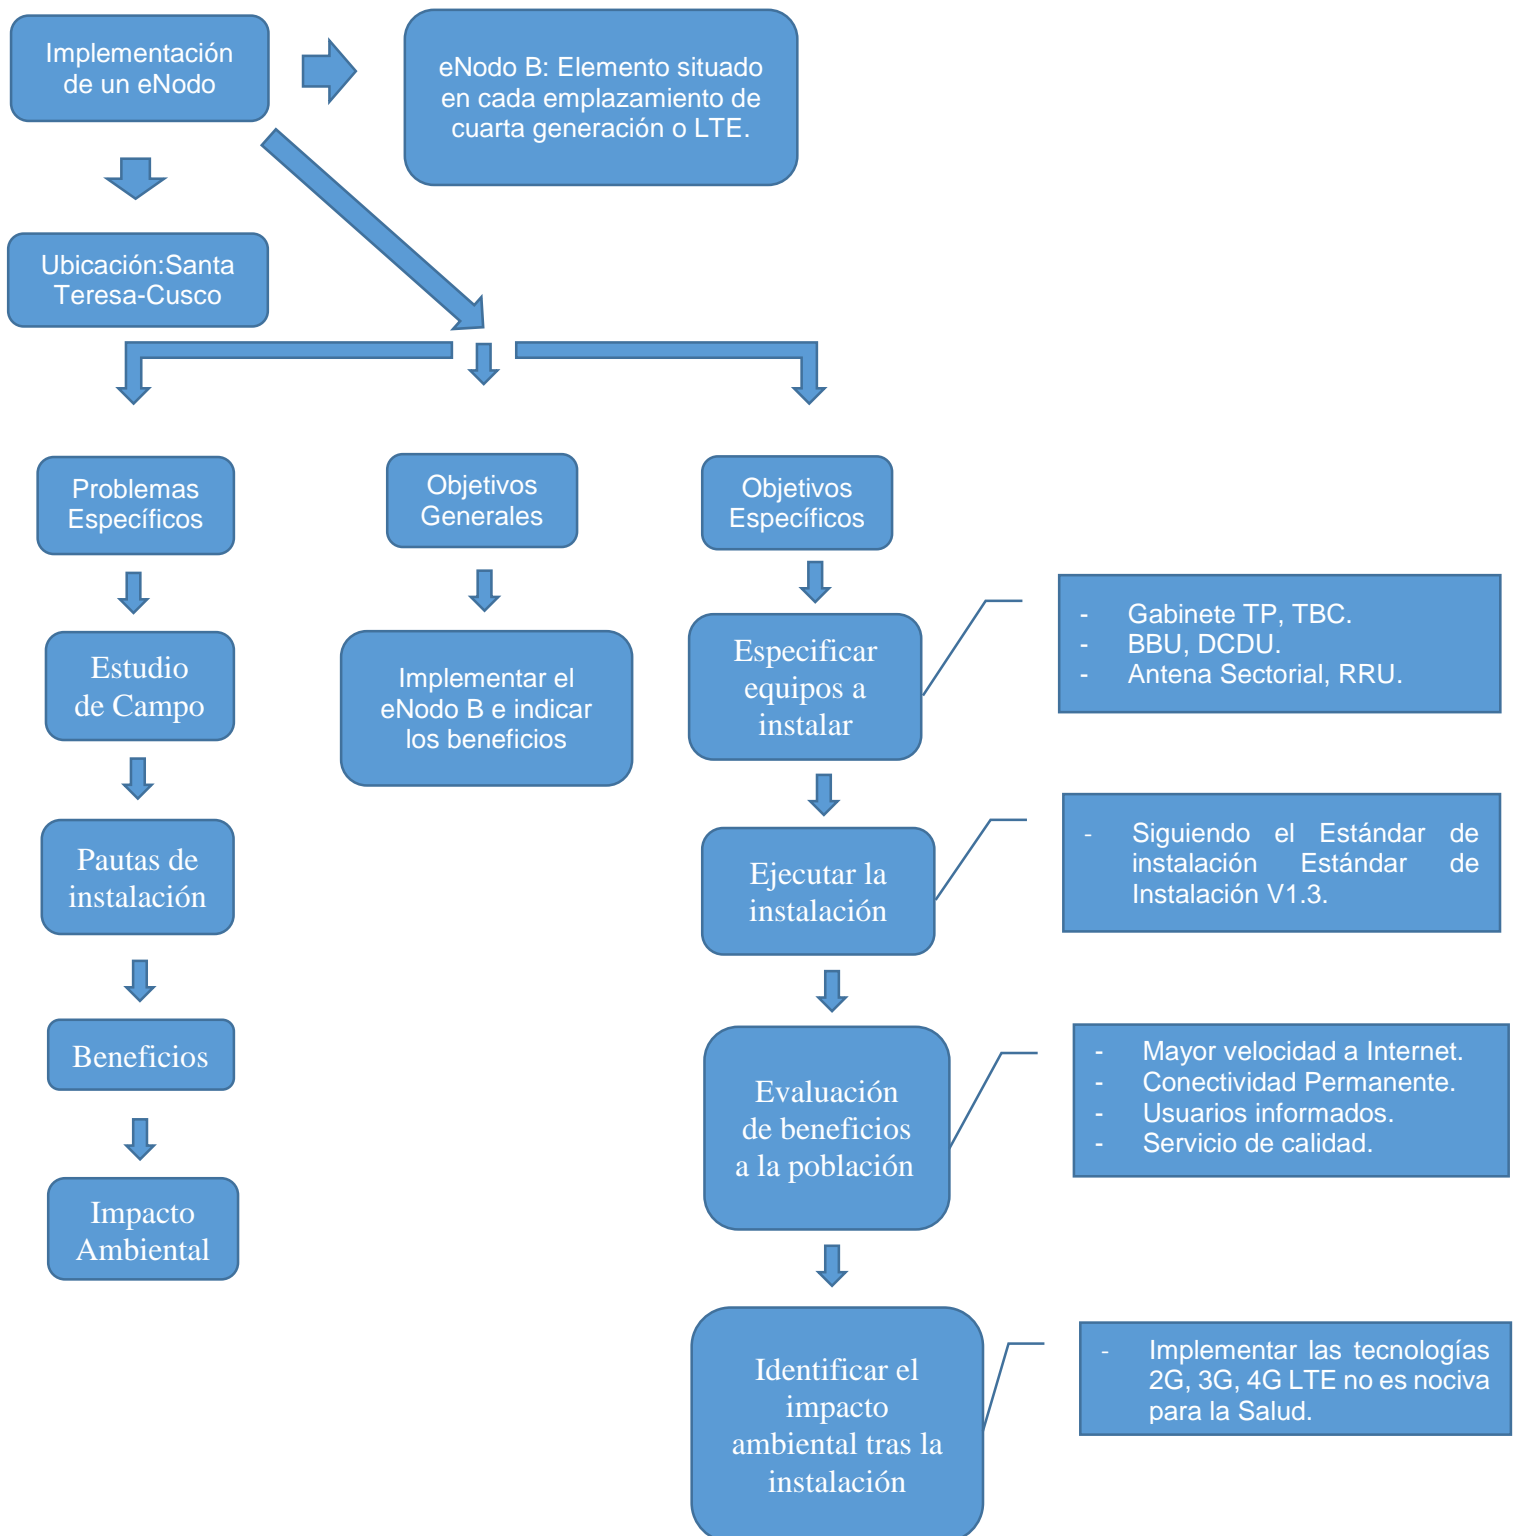 Implementación
de un eNodo
eNodo B: Elemento situado
en cada emplazamiento de
cuarta generación o LTE.
Ubicación:Santa
Teresa-Cusco
Problemas
Específicos
Objetivos
Generales
Objetivos
Específicos
Estudio
de Campo
Pautas de
instalación
Beneficios
Impacto
Ambiental
Implementar el
eNodo B e indicar
los beneficios
Especificar
equipos a
instalar
- Gabinete TP, TBC.
- BBU, DCDU.
- Antena Sectorial, RRU.
Ejecutar la
instalación
- Siguiendo el Estándar de
instalación Estándar de
Instalación V1.3.
Evaluación
de beneficios
a la población
- Mayor velocidad a Internet.
- Conectividad Permanente.
- Usuarios informados.
- Servicio de calidad.
Identificar el
impacto
ambiental tras la
instalación
- Implementar las tecnologías
2G, 3G, 4G LTE no es nociva
para la Salud.